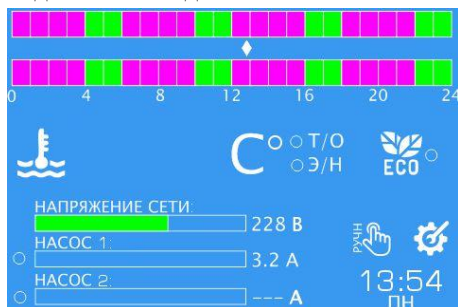 0 4 8 12 16 20 24
C° Т/О
Э/Н
ECO
НАПРЯЖЕНИЕ СЕТИ:
228 В
НАСОС 1:
3.2 А
РУЧН
НАСОС 2:
--- А
13:54
ПН